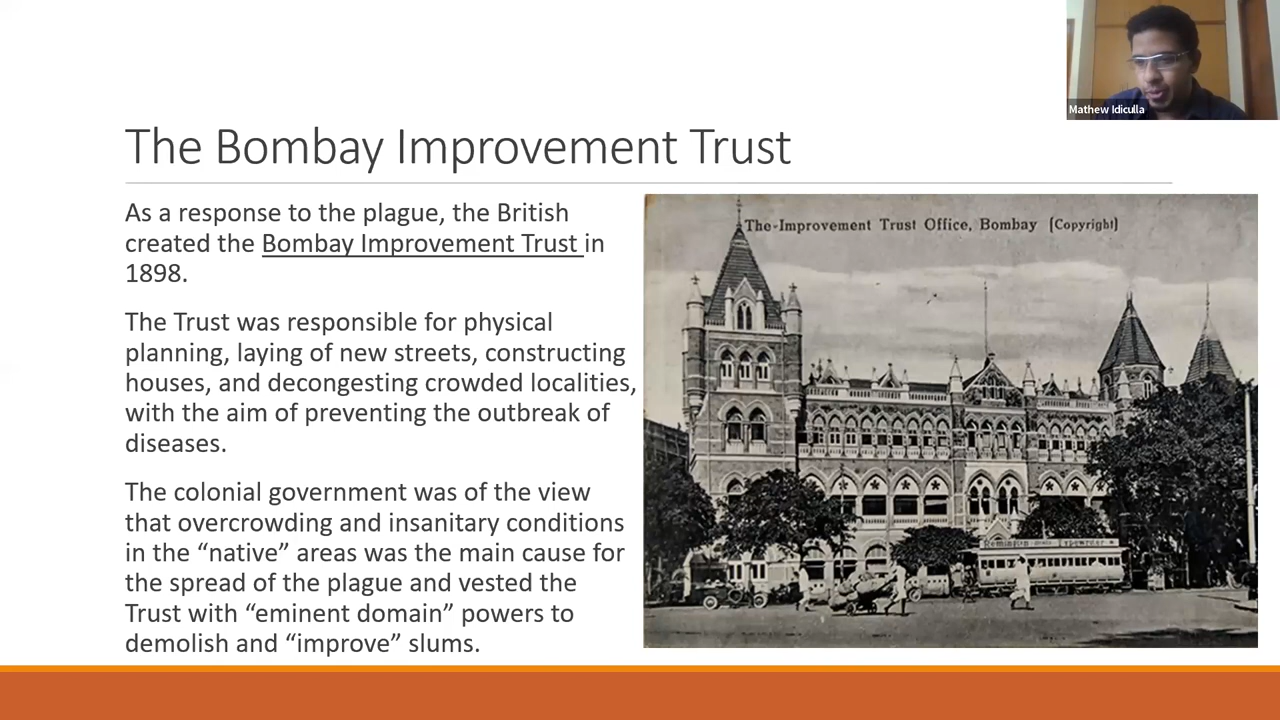 Mathew Idiculla
The Bombay Improvement Trust
As a response to the plague, the British
created the Bombay Improvement Trust in
1898.
The Trust was responsible for physical
planning, laying of new streets, constructing
houses, and decongesting crowded localities,
with the aim of preventing the outbreak of
diseases.
The colonial government was of the view
that overcrowding and insanitary conditions
in the “native” areas was the main cause for
the spread of the plague and vested the
Trust with “eminent domain” powers to
demolish and “improve” slums.
The-Improvement Trust Office, Bombay [Copyright]
Remington Typewriter